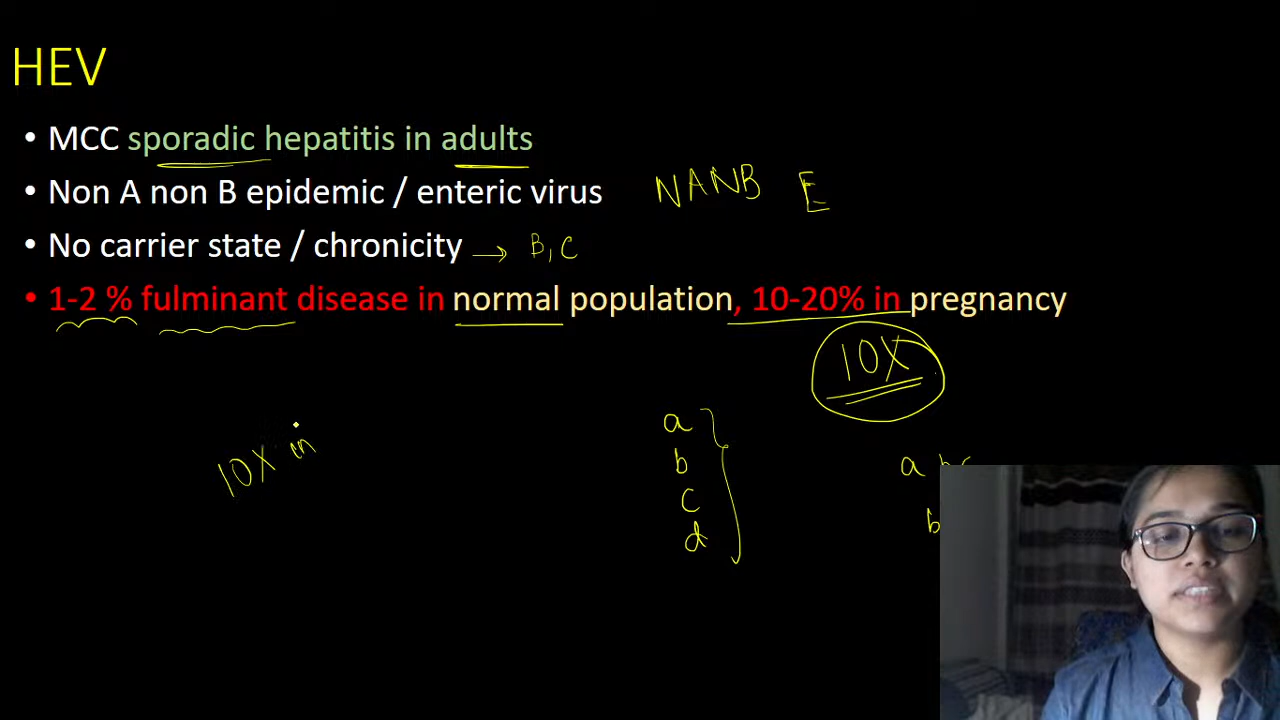 HEV
• MCC sporadic hepatitis in adults
• Non A non B epidemic / enteric virus NANB E
• No carrier state / chronicity → B, C
• 1-2 % fulminant disease in normal population, 10-20% in pregnancy
10X
10X in
a
b
c
d
a
b